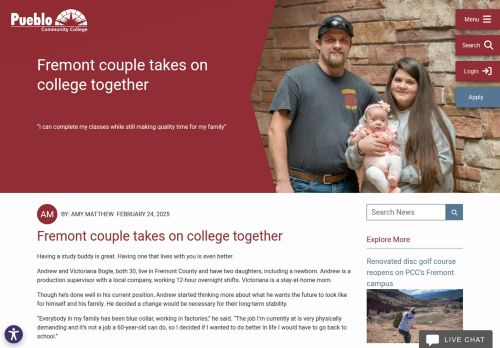 Pueblo
Community College
Menu
Search
Login
Apply
Fremont couple takes on
college together
"I can complete my classes while still making quality time for my family"
AM
BY: AMY MATTHEW FEBRUARY 24, 2025
Fremont couple takes on college together
Having a study buddy is great. Having one that lives with you is even better.
Andrew and Victoriana Bogle, both 30, live in Fremont County and have two daughters, including a newborn. Andrew is a
production supervisor with a local company, working 12-hour overnight shifts. Victoriana is a stay-at-home mom.
Though he's done well in his current position, Andrew started thinking more about what he wants the future to look like
for himself and his family. He decided a change would be necessary for their long-term stability.
"Everybody in my family has been blue collar, working in factories," he said. "The job I'm currently at is very physically
demanding and it's not a job a 60-year-old can do, so I decided if I wanted to do better in life I would have to go back to
school."
Search News
Explore More
Renovated disc golf course
reopens on PCC's Fremont
campus
LIVE CHAT